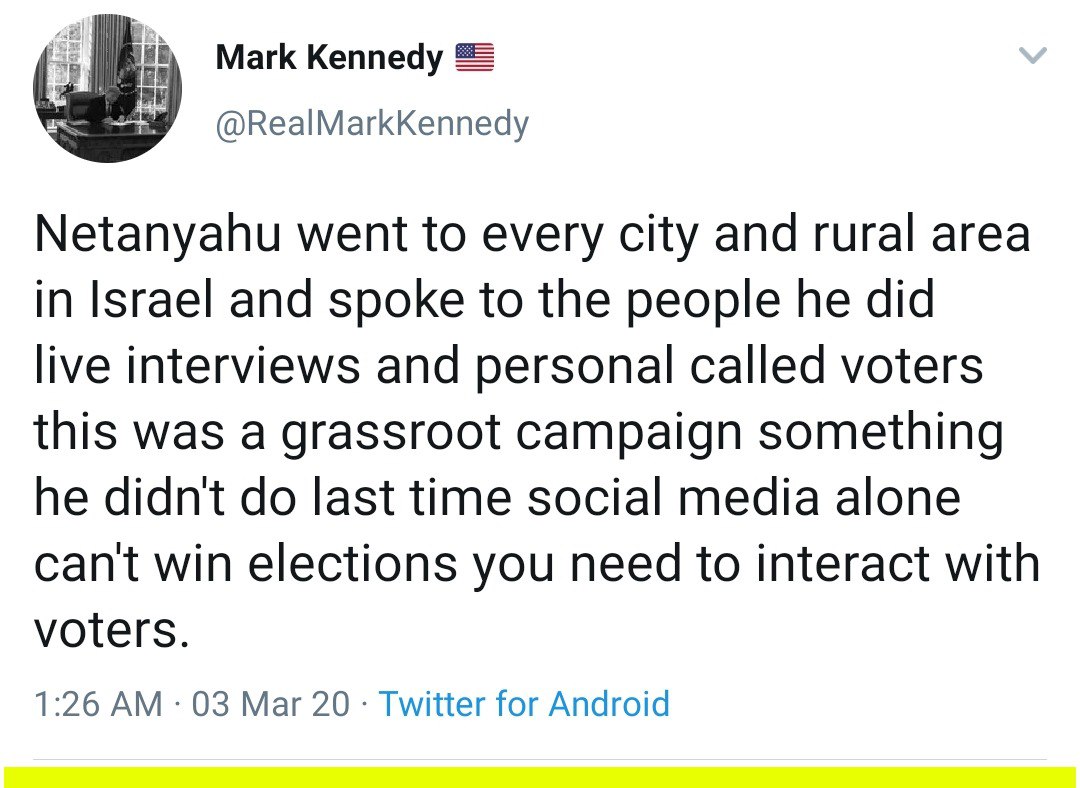 Mark Kennedy 🇺🇸
@RealMarkKennedy
Netanyahu went to every city and rural area
in Israel and spoke to the people he did
live interviews and personal called voters
this was a grassroot campaign something
he didn't do last time social media alone
can't win elections you need to interact with
voters.
1:26 AM · 03 Mar 20 · Twitter for Android